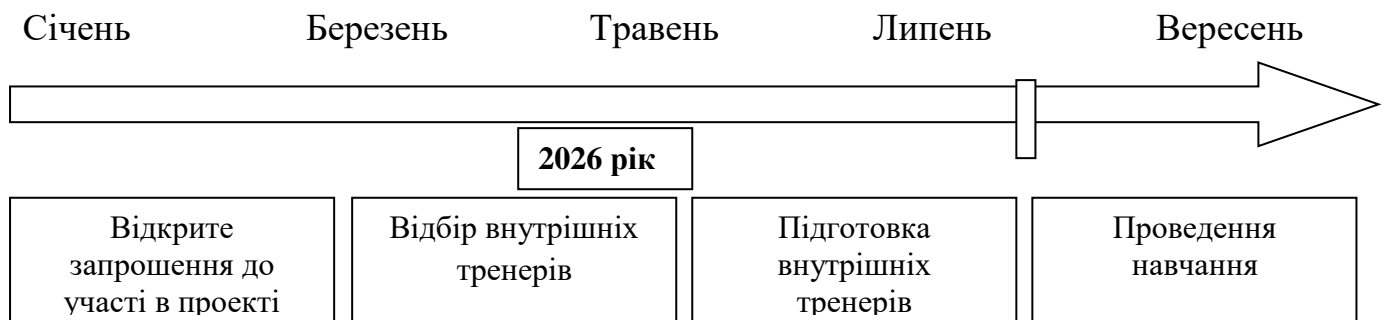 Січень Березень Травень Липень Вересень
2026 рік
Відкрите
запрошення до
участі в проекті
Відбір внутрішніх
тренерів
Підготовка
внутрішніх
тренерів
Проведення
навчання